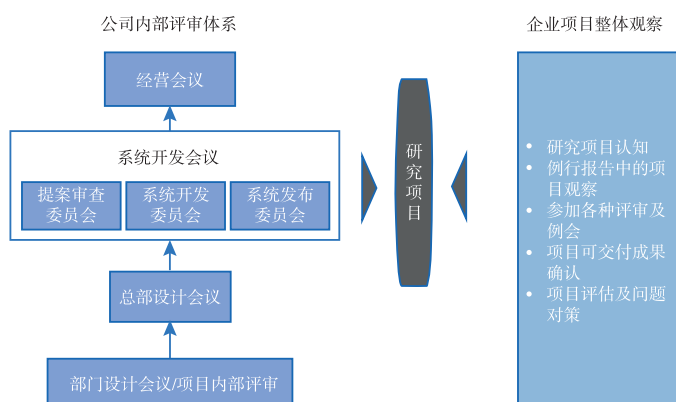 公司内部评审体系
经营会议
系统开发会议
提案审查
委员会
系统开发
委员会
系统发布
委员会
总部设计会议
部门设计会议/项目内部评审
研
究
项
目
企业项目整体观察
• 研究项目认知
• 例行报告中的项
目观察
• 参加各种评审及
例会
• 项目可交付成果
确认
• 项目评估及问题
对策